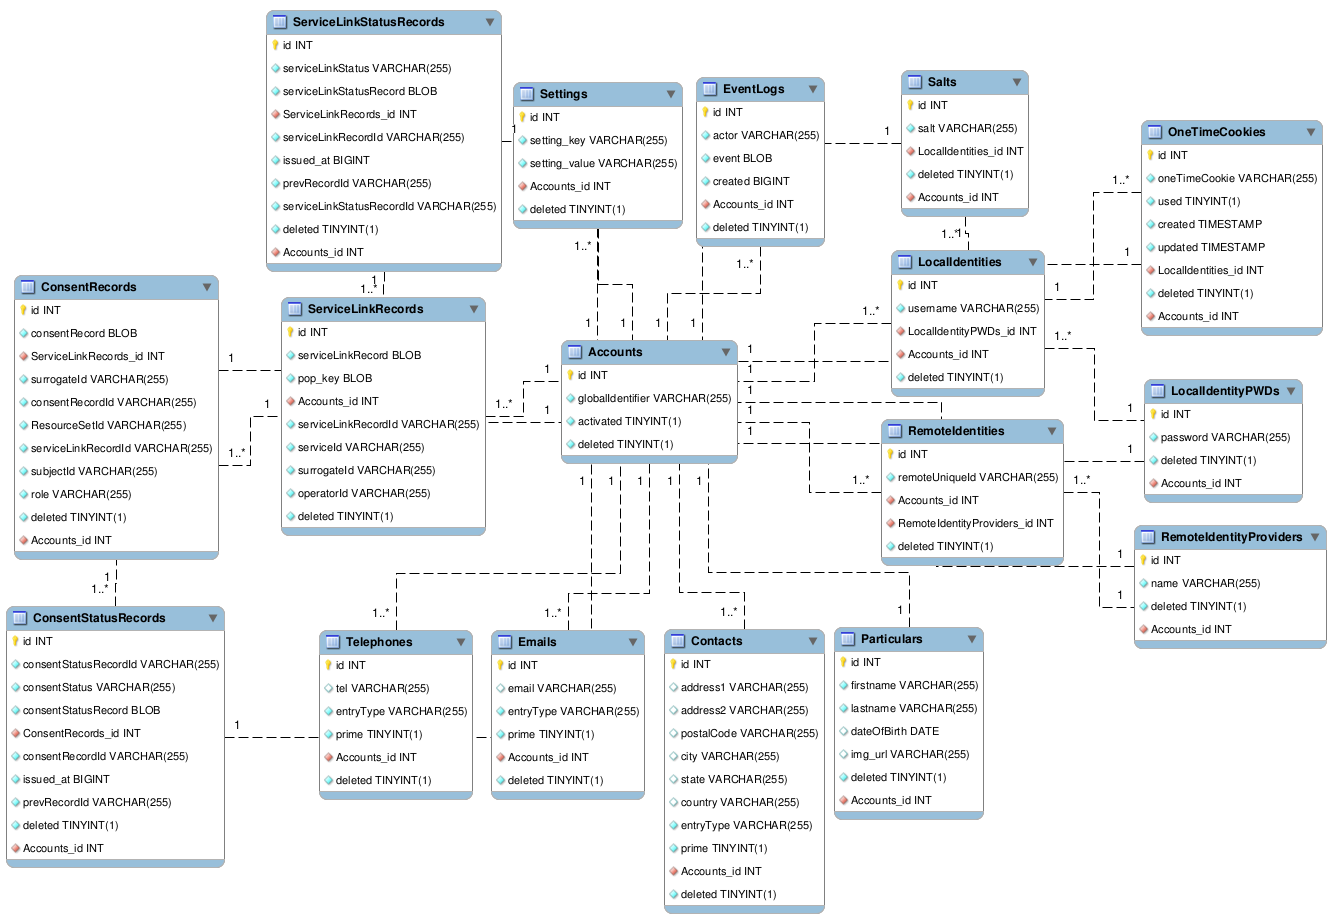 ServiceLinkStatusRecords
id INT
serviceLinkStatus VARCHAR(255)
serviceLinkStatusRecord BLOB
ServiceLinkRecords_id INT
serviceLinkRecordId VARCHAR(255)
issued_at BIGINT
prevRecordId VARCHAR(255)
serviceLinkStatusRecordId VARCHAR(255)
deleted TINYINT(1)
Accounts_id INT
1
Settings
id INT
setting_key VARCHAR(255)
setting_value VARCHAR(255)
Accounts_id INT
deleted TINYINT(1)
1..*
1
1
EventLogs
id INT
actor VARCHAR(255)
event BLOB
created BIGINT
Accounts_id INT
deleted TINYINT(1)
1
1..*
1
1
Salts
id INT
salt VARCHAR(255)
LocalIdentities_id INT
deleted TINYINT(1)
Accounts_id INT
1..*
1
OneTimeCookies
id INT
oneTimeCookie VARCHAR(255)
used TINYINT(1)
created TIMESTAMP
updated TIMESTAMP
LocalIdentities_id INT
deleted TINYINT(1)
Accounts_id INT
1..*
1
1
LocalIdentities
id INT
username VARCHAR(255)
LocalIdentityPWDs_id INT
Accounts_id INT
deleted TINYINT(1)
1..*
1..*
1
ConsentRecords
id INT
consentRecord BLOB
ServiceLinkRecords_id INT
surrogateId VARCHAR(255)
consentRecordId VARCHAR(255)
ResourceSetId VARCHAR(255)
serviceLinkRecordId VARCHAR(255)
subjectId VARCHAR(255)
role VARCHAR(255)
deleted TINYINT(1)
Accounts_id INT
1
1
1..*
1
1..*
1
1..*
ServiceLinkRecords
id INT
serviceLinkRecord BLOB
pop_key BLOB
Accounts_id INT
serviceLinkRecordId VARCHAR(255)
serviceId VARCHAR(255)
surrogateId VARCHAR(255)
operatorId VARCHAR(255)
deleted TINYINT(1)
1
1..*
1
Accounts
id INT
globalIdentifier VARCHAR(255)
activated TINYINT(1)
deleted TINYINT(1)
1
1
1
1
1
1
1
1
1
LocalIdentityPWDs
id INT
password VARCHAR(255)
deleted TINYINT(1)
Accounts_id INT
1
RemoteIdentities
id INT
remoteUniqueId VARCHAR(255)
Accounts_id INT
RemoteIdentityProviders_id INT
deleted TINYINT(1)
1..*
1..*
1
1
RemoteIdentityProviders
id INT
name VARCHAR(255)
deleted TINYINT(1)
Accounts_id INT
ConsentStatusRecords
id INT
consentStatusRecordId VARCHAR(255)
consentStatus VARCHAR(255)
consentStatusRecord BLOB
ConsentRecords_id INT
consentRecordId VARCHAR(255)
issued_at BIGINT
prevRecordId VARCHAR(255)
deleted TINYINT(1)
Accounts_id INT
1
1..*
Telephones
id INT
tel VARCHAR(255)
entryType VARCHAR(255)
prime TINYINT(1)
Accounts_id INT
deleted TINYINT(1)
1..*
Emails
id INT
email VARCHAR(255)
entryType VARCHAR(255)
prime TINYINT(1)
Accounts_id INT
deleted TINYINT(1)
1..*
Contacts
id INT
address1 VARCHAR(255)
address2 VARCHAR(255)
postalCode VARCHAR(255)
city VARCHAR(255)
state VARCHAR(255)
country VARCHAR(255)
entryType VARCHAR(255)
prime TINYINT(1)
Accounts_id INT
deleted TINYINT(1)
1
Particulars
id INT
firstname VARCHAR(255)
lastname VARCHAR(255)
dateOfBirth DATE
img_url VARCHAR(255)
deleted TINYINT(1)
Accounts_id INT